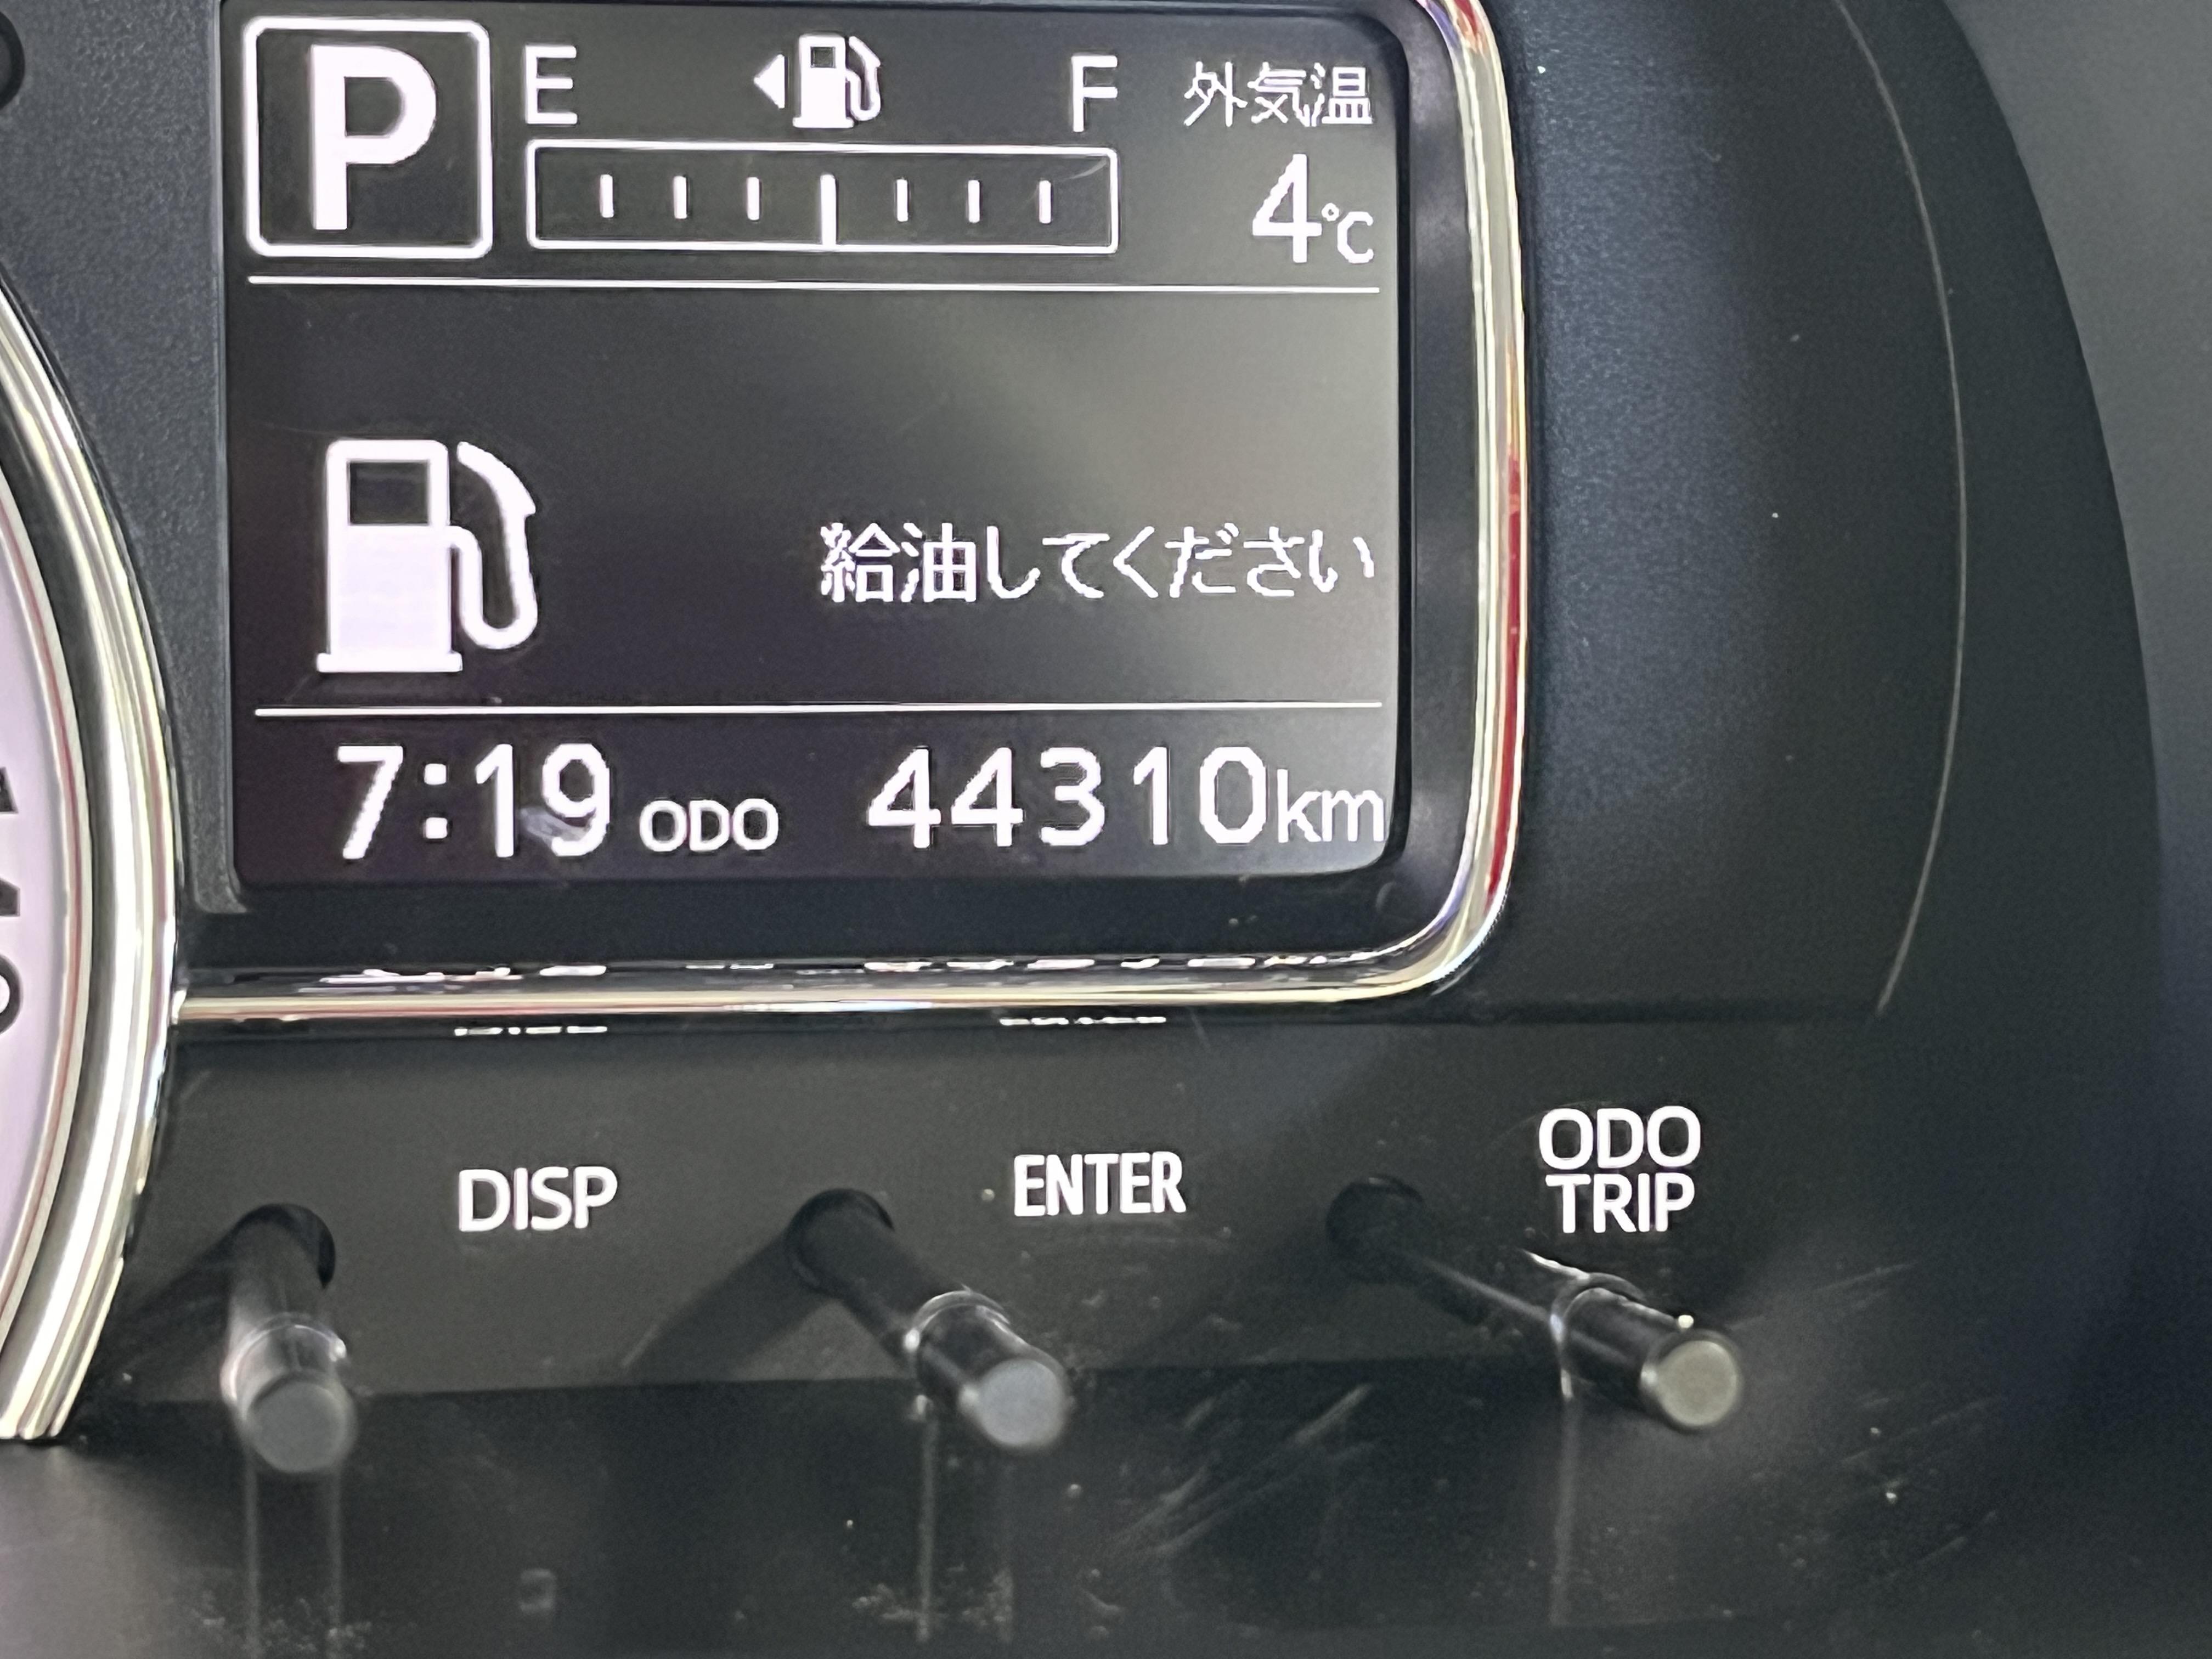 P E F 外気温
4℃
給油してください
7:19 ODO 44310km
DISP ENTER ODO
TRIP